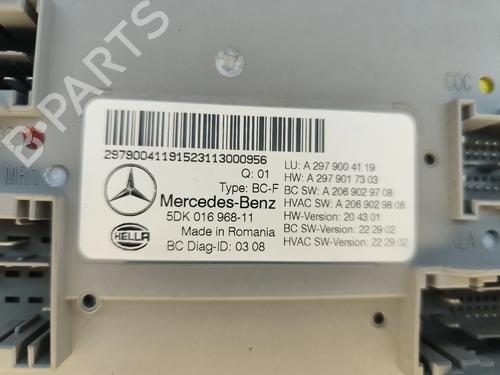 COC
29790041191523113000956
Q: 01
Type: BC-F
Mercedes-Benz
5DK 016 968-11
HELLA
Made in Romania
BC Diag-ID: 03 08
LU: A 297 900 41 19
HW: A 297 901 73 03
BC SW: A 206 902 97 08
HVAC SW: A 206 902 98 08
HW-Version: 20 43 01
BC SW-Version: 22 29 02
HVAC SW-Version: 22 29 02
MR1
B-PARTS